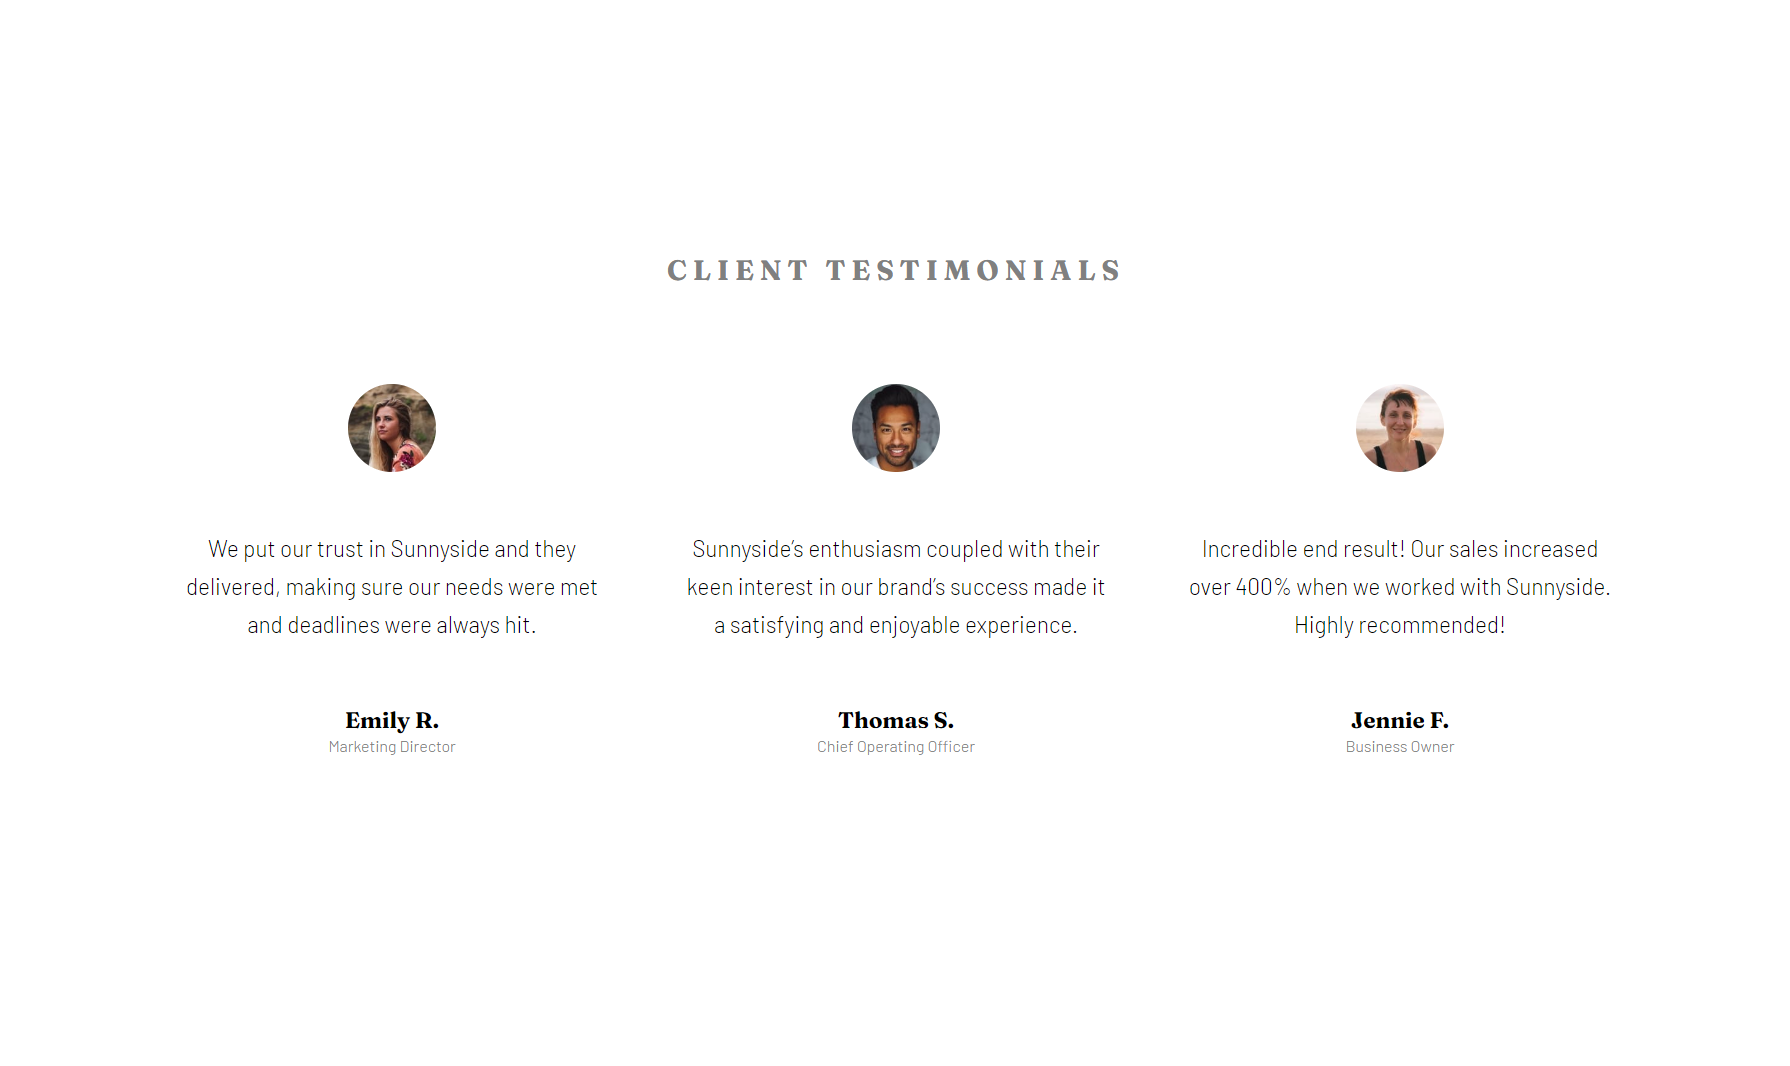 CLIENT TESTIMONIALS
We put our trust in Sunnyside and they
delivered, making sure our needs were met
and deadlines were always hit.
Emily R.
Marketing Director
Sunnyside’s enthusiasm coupled with their
keen interest in our brand’s success made it
a satisfying and enjoyable experience.
Thomas S.
Chief Operating Officer
Incredible end result! Our sales increased
over 400% when we worked with Sunnyside.
Highly recommended!
Jennie F.
Business Owner